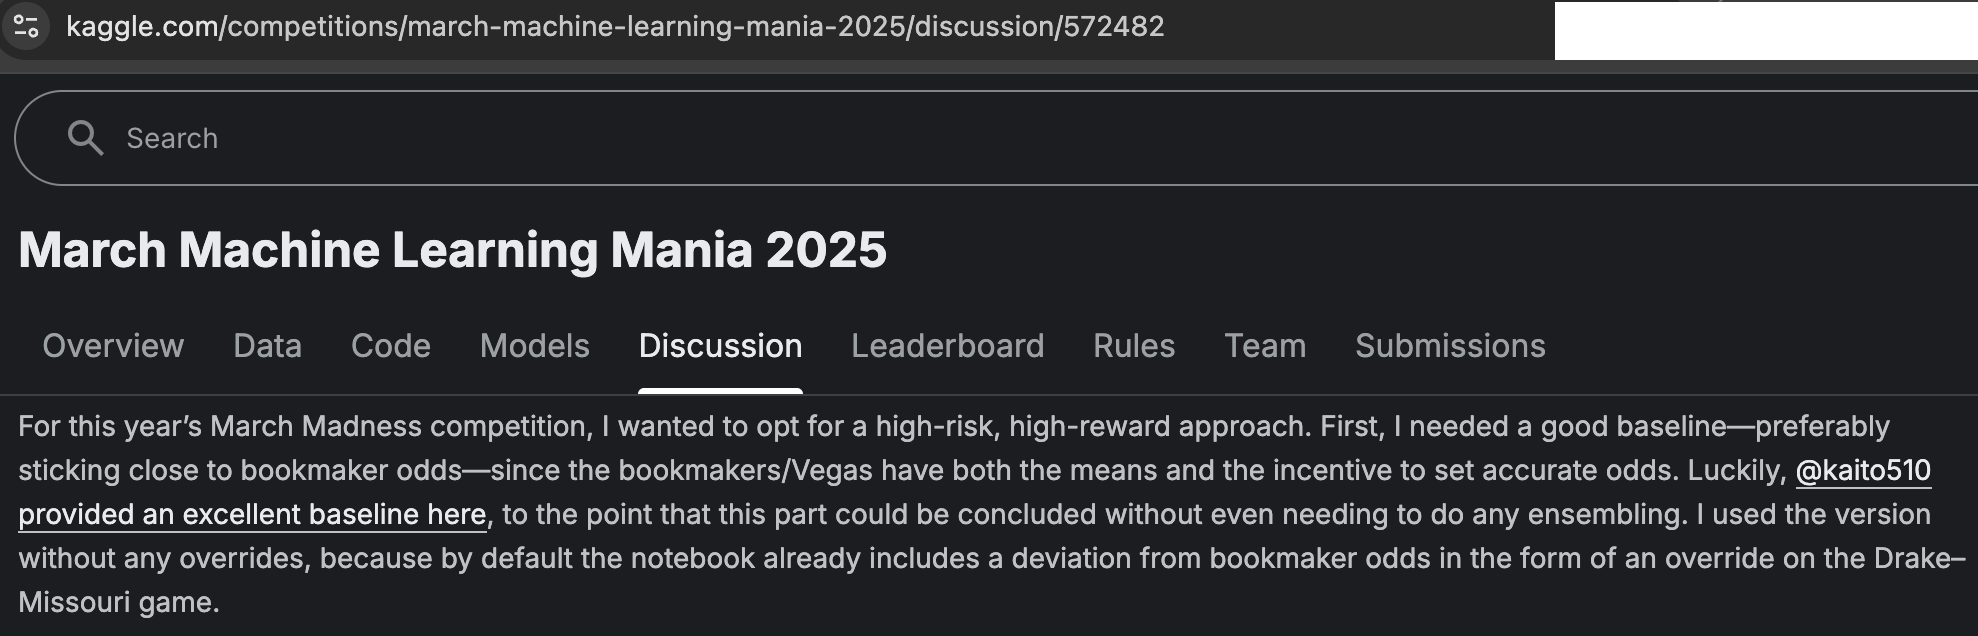 kaggle.com/competitions/march-machine-learning-mania-2025/discussion/572482
Search
March Machine Learning Mania 2025
Overview Data Code Models Discussion Leaderboard Rules Team Submissions
For this year’s March Madness competition, I wanted to opt for a high-risk, high-reward approach. First, I needed a good baseline—preferably
sticking close to bookmaker odds—since the bookmakers/Vegas have both the means and the incentive to set accurate odds. Luckily, @kaito510
provided an excellent baseline here, to the point that this part could be concluded without even needing to do any ensembling. I used the version
without any overrides, because by default the notebook already includes a deviation from bookmaker odds in the form of an override on the Drake–
Missouri game.